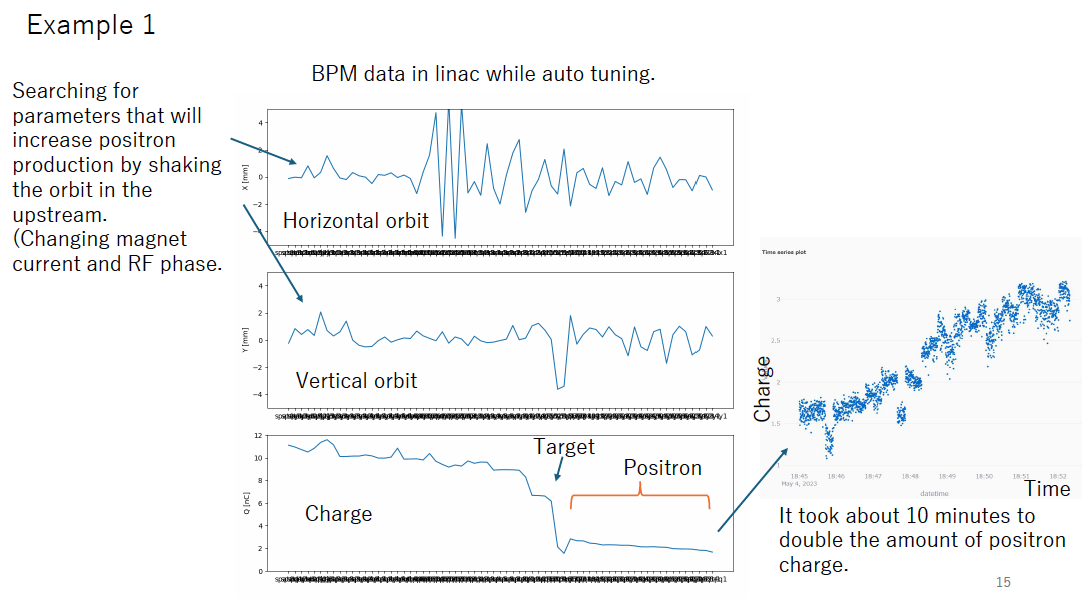 Example 1
Searching for
parameters that will
increase positron
production by shaking
the orbit in the
upstream.
(Changing magnet
current and RF phase.
BPM data in linac while auto tuning.
4
2
0
−2
−4
X [mm]
Horizontal orbit
4
2
0
−2
−4
Y [mm]
Vertical orbit
12
10
8
6
4
2
0
Q [nC]
Charge
Target
Positron
Time series plot
3
2.5
2
1.5
1
Charge
18:45 18:46 18:47 18:48 18:49 18:50 18:51 18:52
May 4, 2023
datetime
Time
It took about 10 minutes to
double the amount of positron
charge.
15